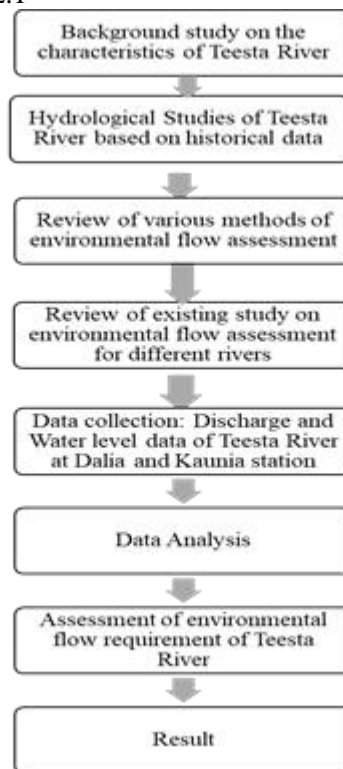 2.1
Background study on the
characteristics of Teesta River
Hydrological Studies of Teesta
River based on historical data
Review of various methods of
environmental flow assessment
Review of existing study on
environmental flow assessment
for different rivers
Data collection: Discharge and
Water level data of Teesta River
at Dalia and Kaunia station
Data Analysis
Assessment of environmental
flow requirement of Teesta
River
Result